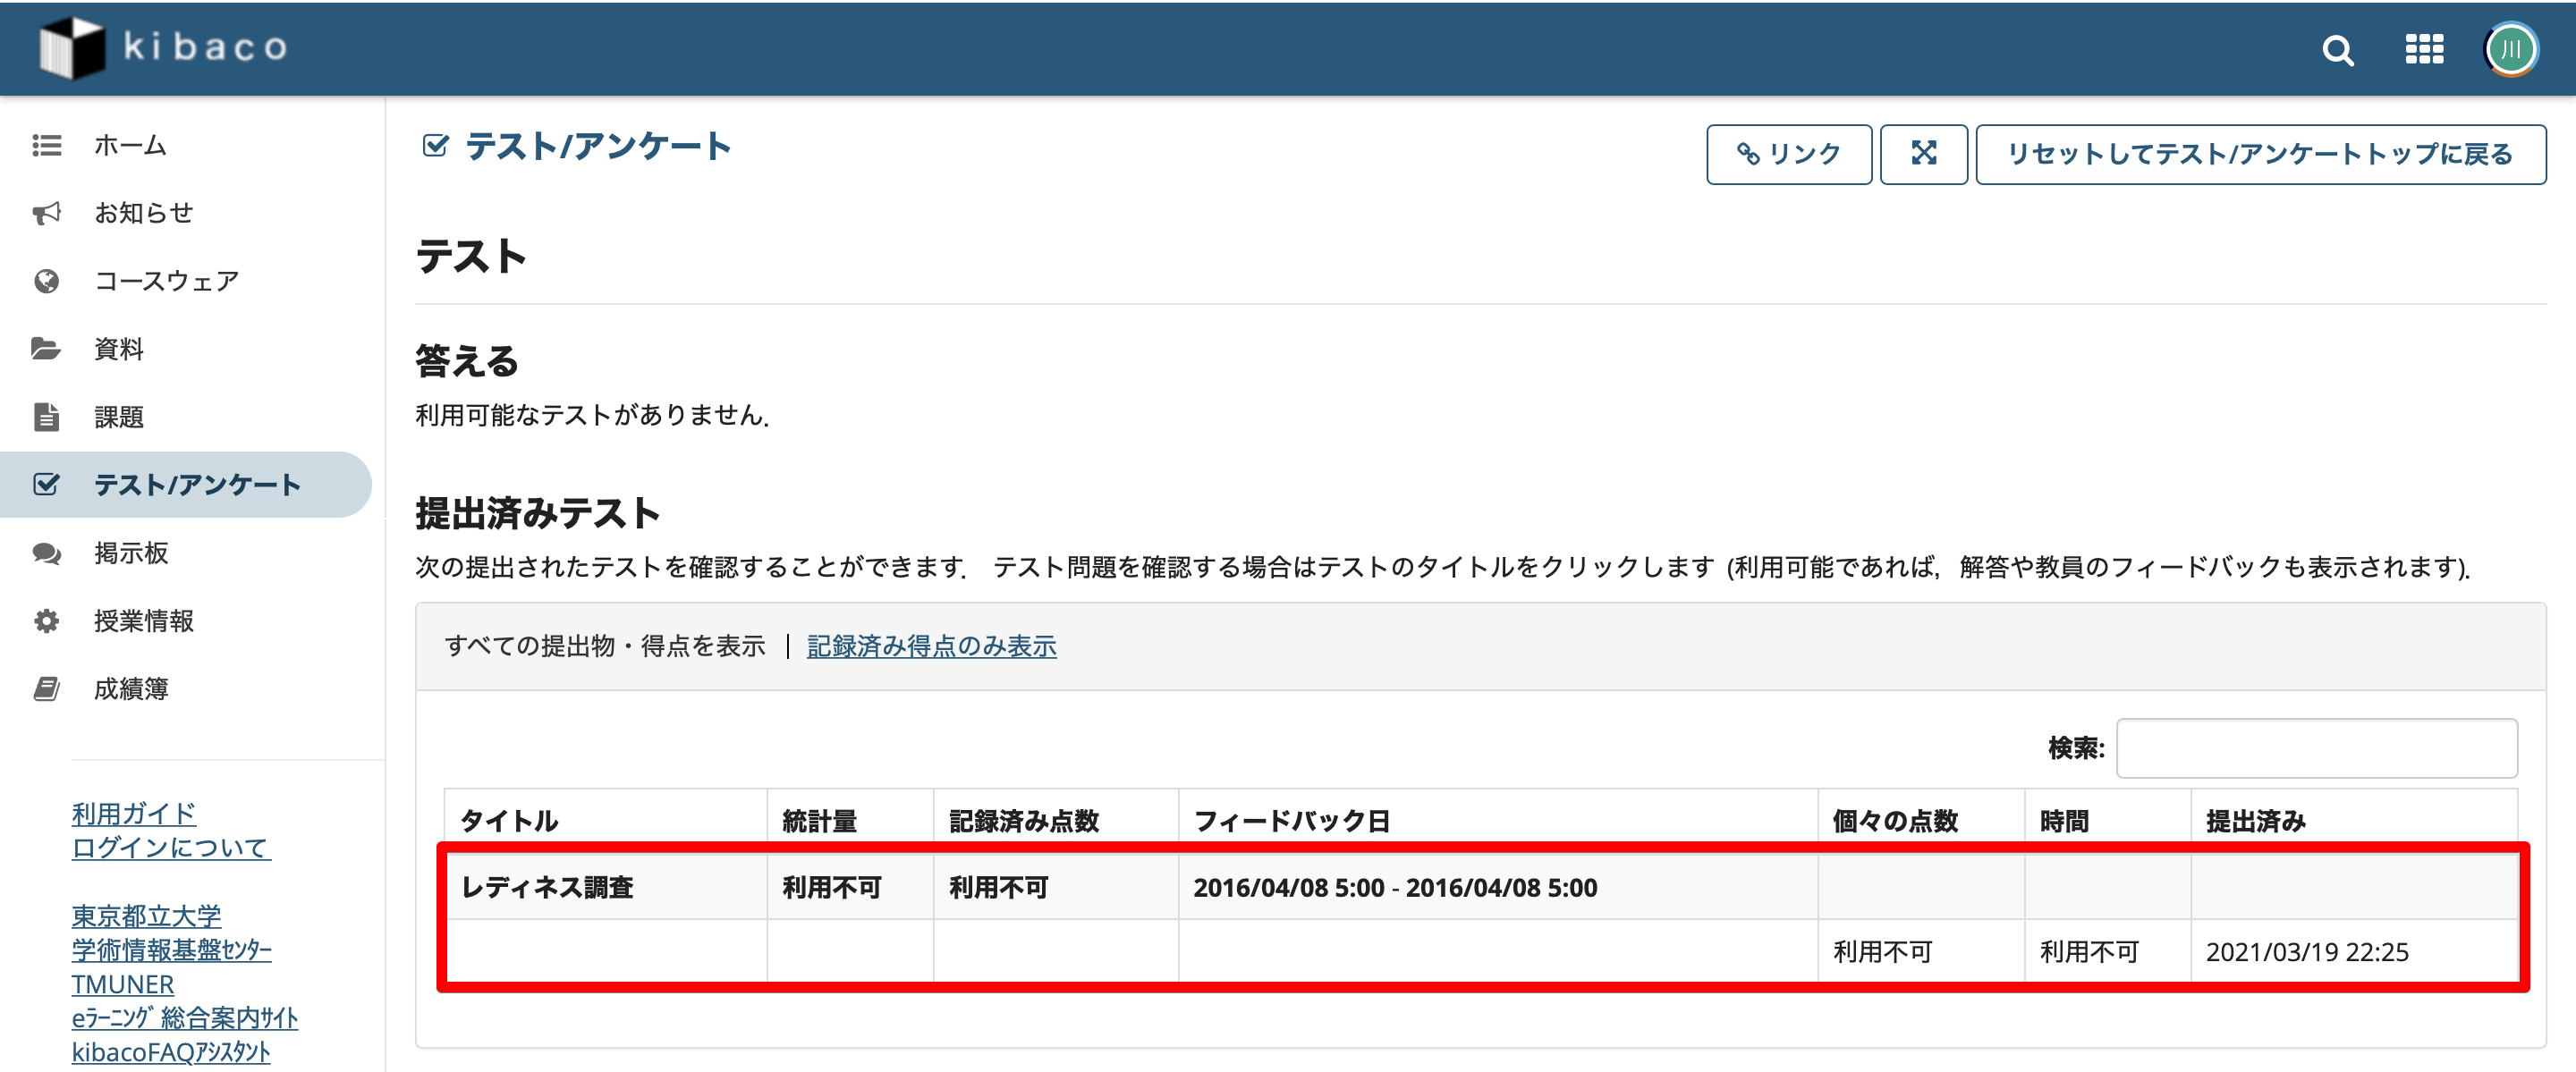 kibaco
川
ホーム
お知らせ
コースウェア
資料
課題
テスト/アンケート
掲示板
授業情報
成績簿
利用ガイド
ログインについて
東京都立大学
学術情報基盤ｾﾝﾀｰ
TMUNER
eﾗｰﾆﾝｸﾞ総合案内ｻｲﾄ
kibacoFAQｱｼｽﾀﾝﾄ
テスト/アンケート
リンク
リセットしてテスト/アンケートトップに戻る
テスト
答える
利用可能なテストがありません．
提出済みテスト
次の提出されたテストを確認することができます． テスト問題を確認する場合はテストのタイトルをクリックします (利用可能であれば，解答や教員のフィードバックも表示されます)．
すべての提出物・得点を表示 | 記録済み得点のみ表示
検索:
タイトル 統計量 記録済み点数 フィードバック日 個々の点数 時間 提出済み
レディネス調査 利用不可 利用不可 2016/04/08 5:00 - 2016/04/08 5:00
利用不可 利用不可 2021/03/19 22:25